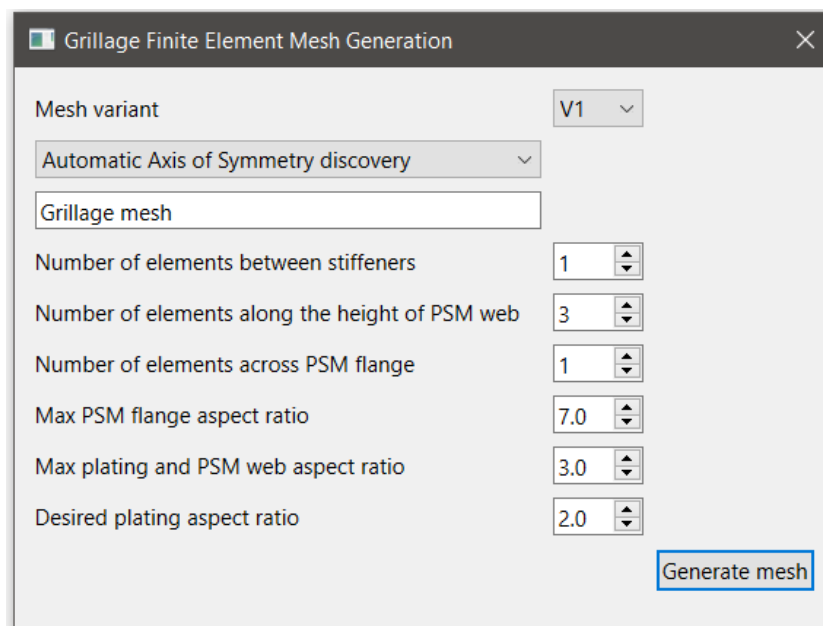 Grillage Finite Element Mesh Generation
Mesh variant V1
Automatic Axis of Symmetry discovery
Grillage mesh
Number of elements between stiffeners 1
Number of elements along the height of PSM web 3
Number of elements across PSM flange 1
Max PSM flange aspect ratio 7.0
Max plating and PSM web aspect ratio 3.0
Desired plating aspect ratio 2.0
Generate mesh